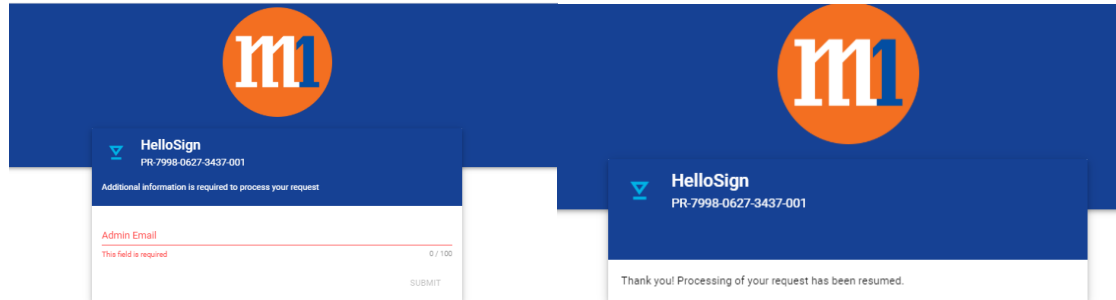 m1
HelloSign
PR-7998-0627-3437-001
Additional information is required to process your request
Admin Email
This field is required
0 / 100
SUBMIT
m1
HelloSign
PR-7998-0627-3437-001
Thank you! Processing of your request has been resumed.